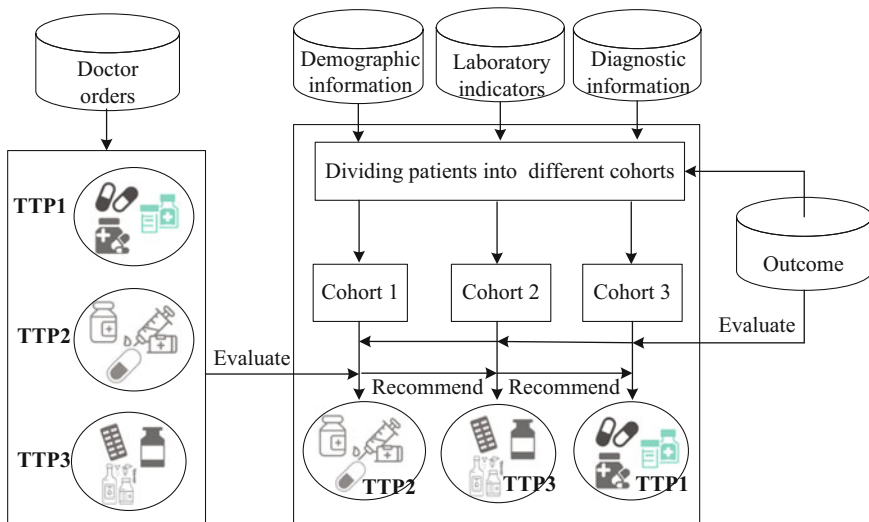 Doctor
orders
Demographic
information
Laboratory
indicators
Diagnostic
information
Dividing patients into different cohorts
TTP1
TTP2
TTP3
Cohort 1
Cohort 2
Cohort 3
Outcome
Evaluate
Evaluate
Recommend
Recommend
TTP2
TTP3
TTP1